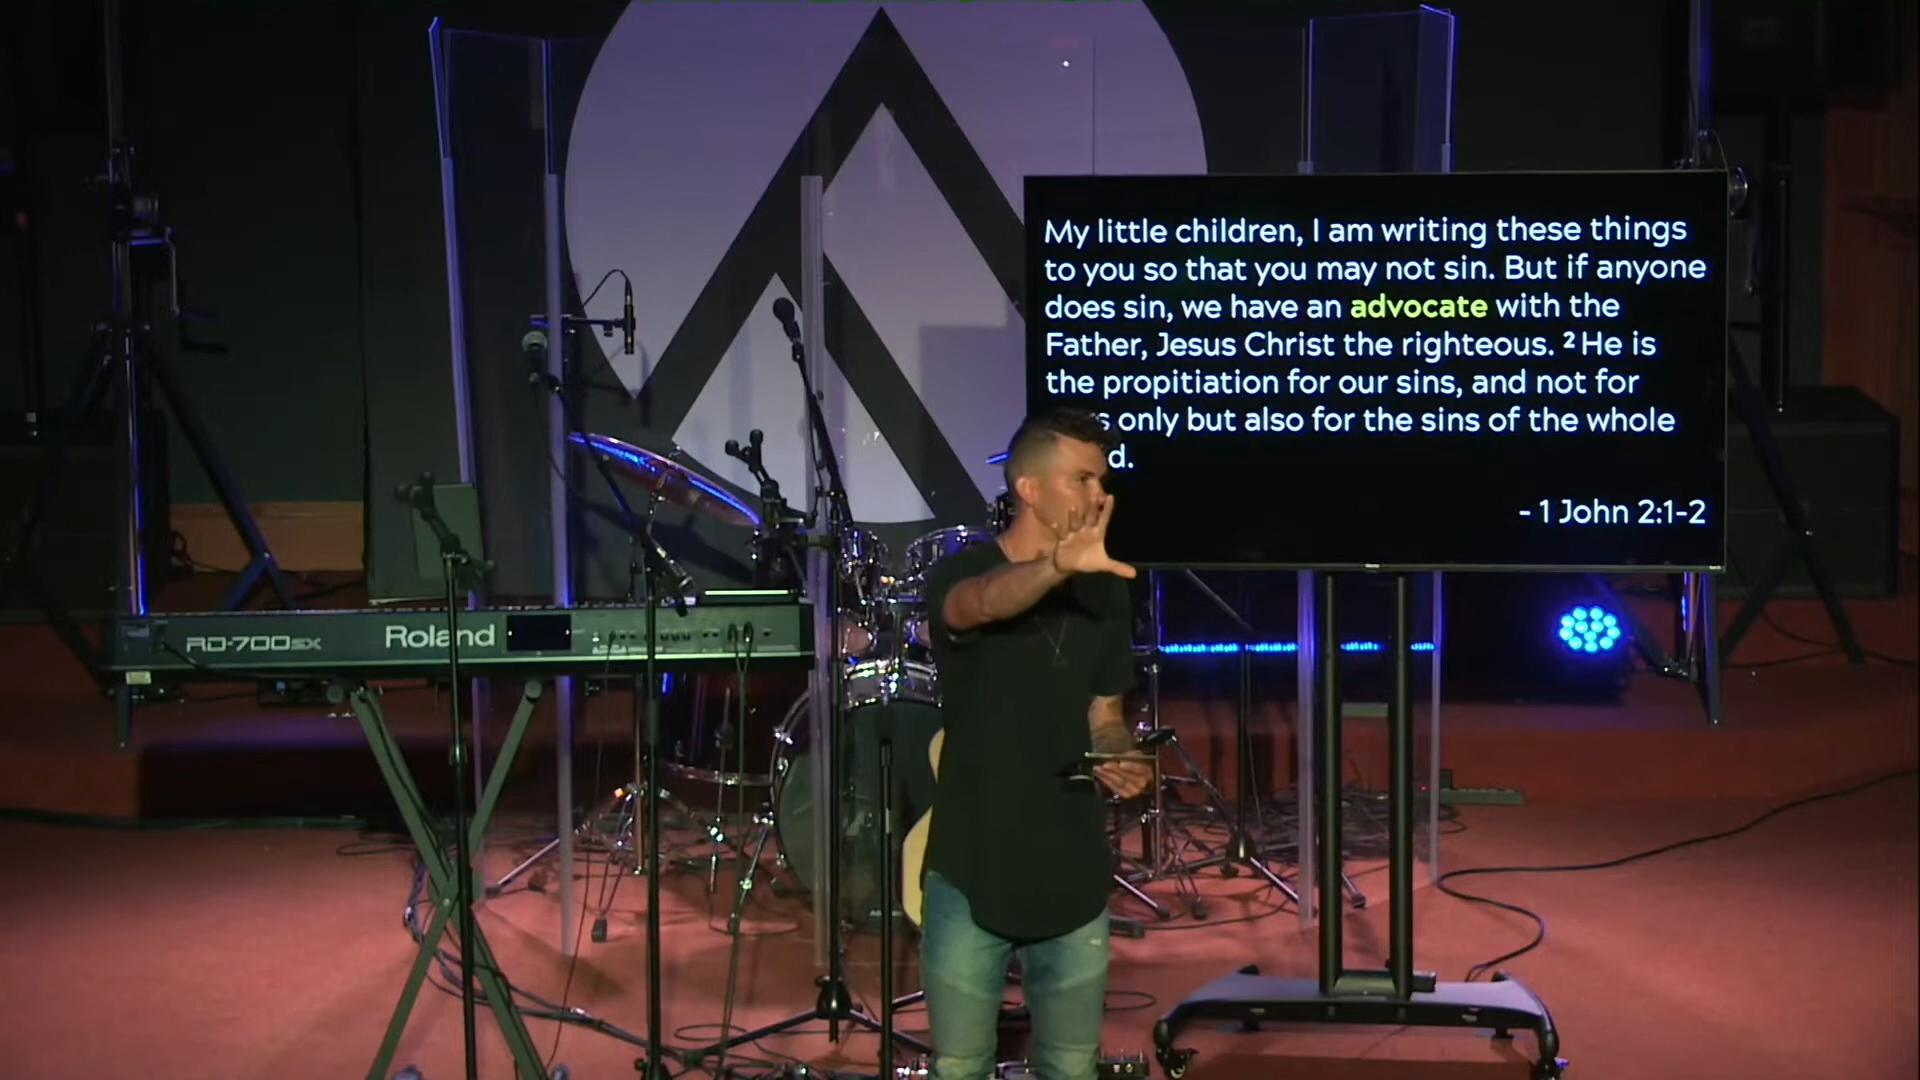 My little children, I am writing these things
to you so that you may not sin. But if anyone
does sin, we have an advocate with the
Father, Jesus Christ the righteous. ² He is
the propitiation for our sins, and not for
only but also for the sins of the whole
- 1 John 2:1-2
RD-700SX Roland